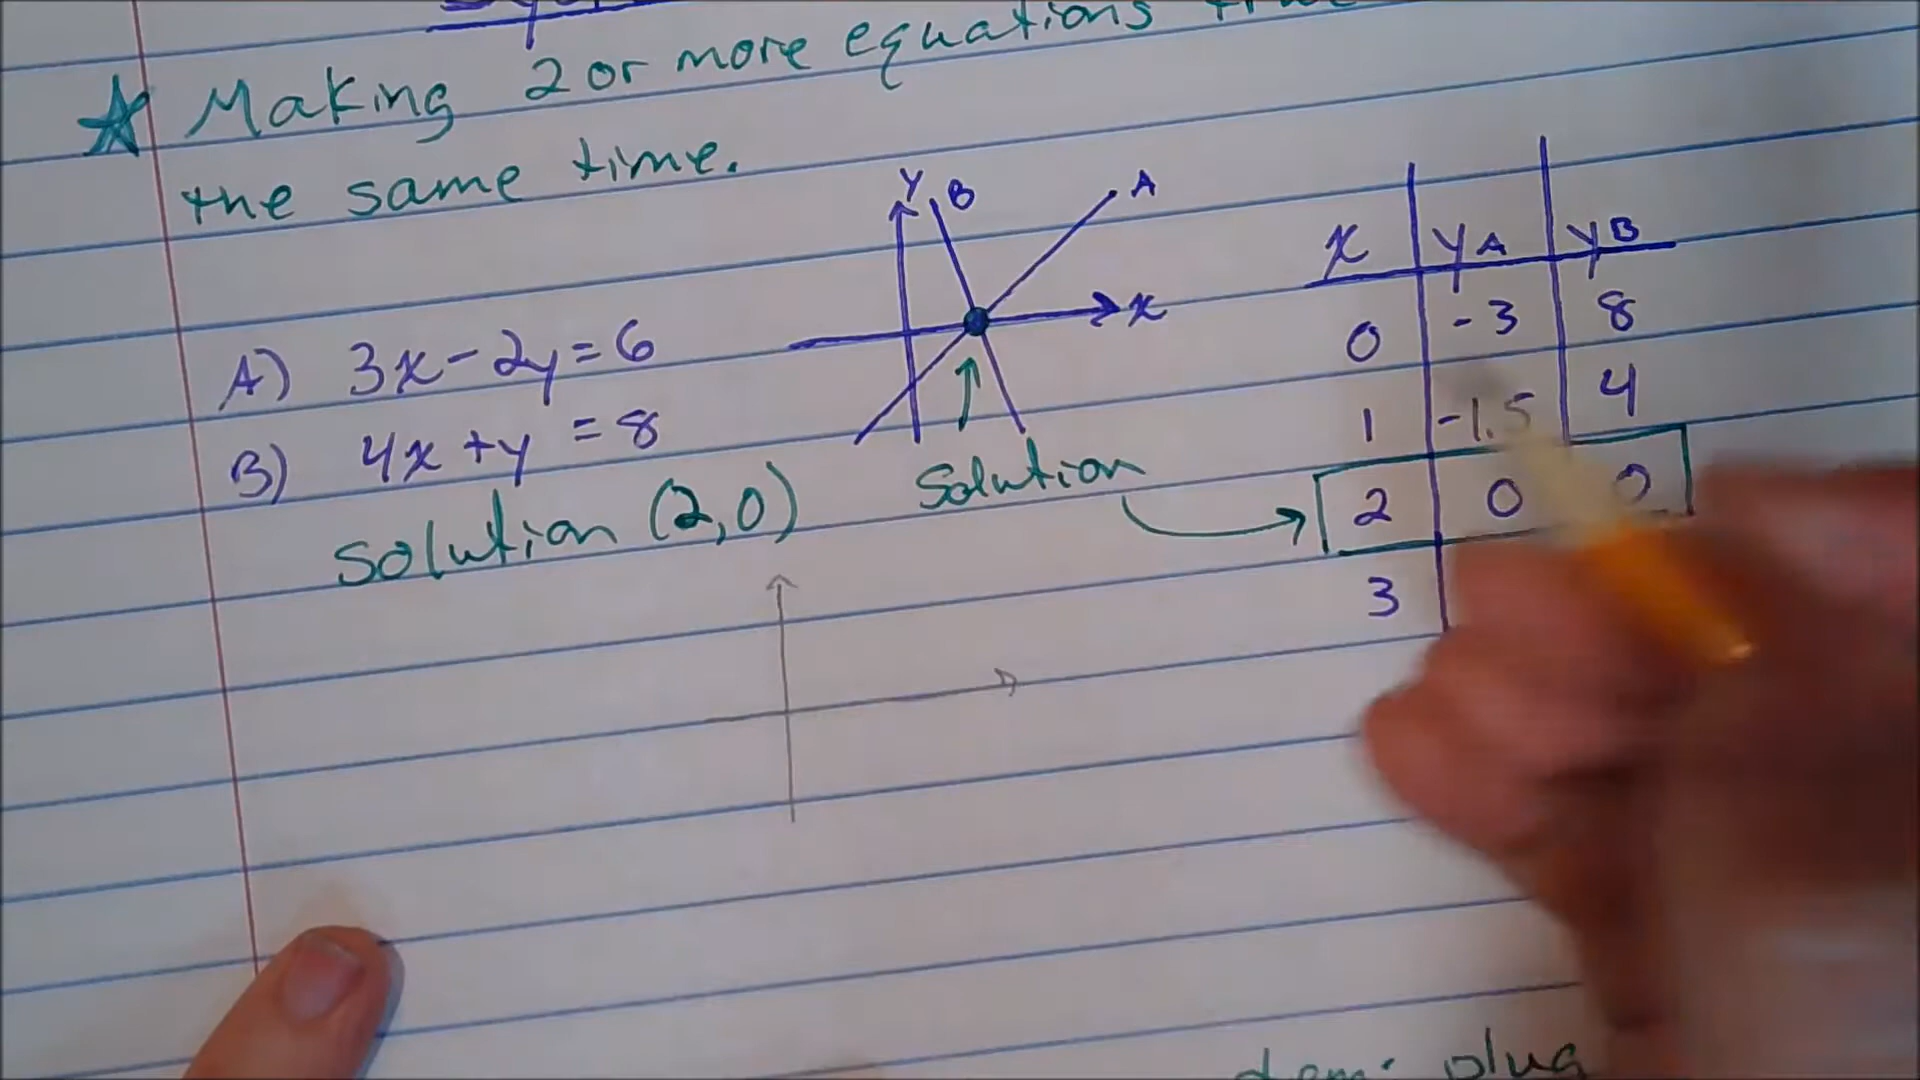 Making 2 or more equations
the same time.
A) 3x-2y=6
B) 4x+y=8
Solution (2,0)
y B A
x
Solution
x yA yB
0 -3 8
1 -1.5 4
2 0
3
plug